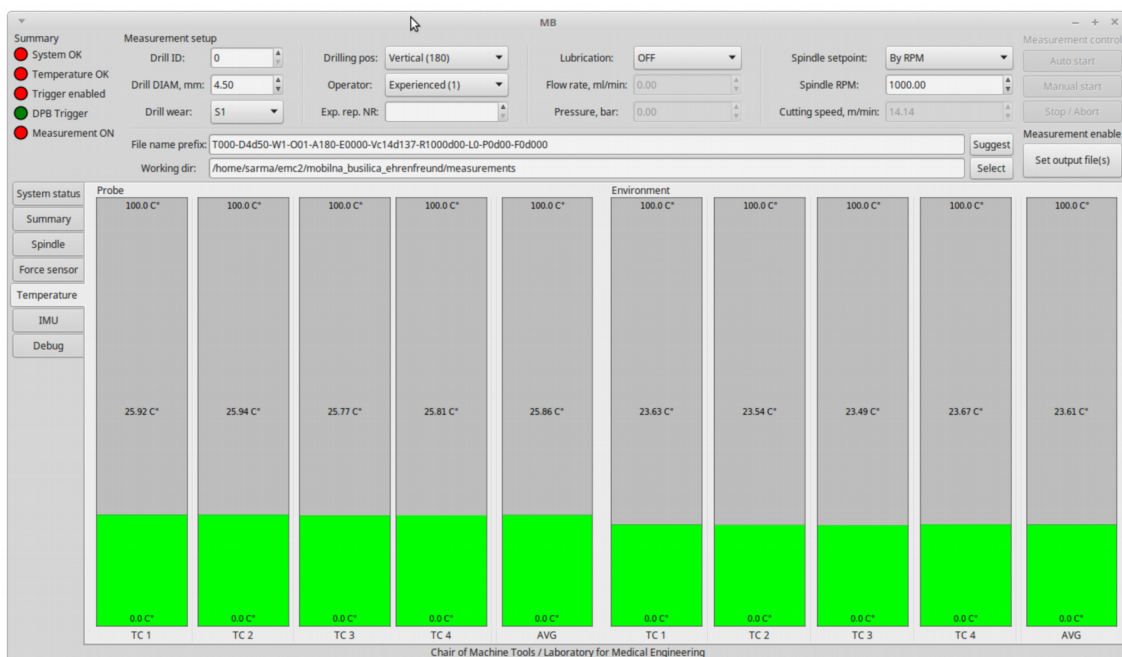 MB
Summary
System OK
Temperature OK
Trigger enabled
DPB Trigger
Measurement ON
Measurement setup
Drill ID: 0
Drilling pos: Vertical (180)
Lubrication: OFF
Spindle setpoint: By RPM
Drill DIAM, mm: 4.50
Operator: Experienced (1)
Flow rate, ml/min: 0.00
Spindle RPM: 1000.00
Drill wear: S1
Exp. rep. NR:
Pressure, bar: 0.00
Cutting speed, m/min: 14.14
Measurement control
Auto start
Manual start
Stop / Abort
File name prefix: T000-D4d50-W1-O01-A180-E0000-Vc14d137-R1000d00-L0-P0d00-F0d000 Suggest
Working dir: /home/sarma/emc2/mobilna_busilica_ehrenfreund/measurements Select
Measurement enable
Set output file(s)
System status
Summary
Spindle
Force sensor
Temperature
IMU
Debug
Probe
Environment
100.0 C° 100.0 C° 100.0 C° 100.0 C° 100.0 C° 100.0 C° 100.0 C° 100.0 C° 100.0 C° 100.0 C°
25.92 C° 25.94 C° 25.77 C° 25.81 C° 25.86 C° 23.63 C° 23.54 C° 23.49 C° 23.67 C° 23.61 C°
0.0 C° 0.0 C° 0.0 C° 0.0 C° 0.0 C° 0.0 C° 0.0 C° 0.0 C° 0.0 C° 0.0 C°
TC 1 TC 2 TC 3 TC 4 AVG TC 1 TC 2 TC 3 TC 4 AVG
Chair of Machine Tools / Laboratory for Medical Engineering